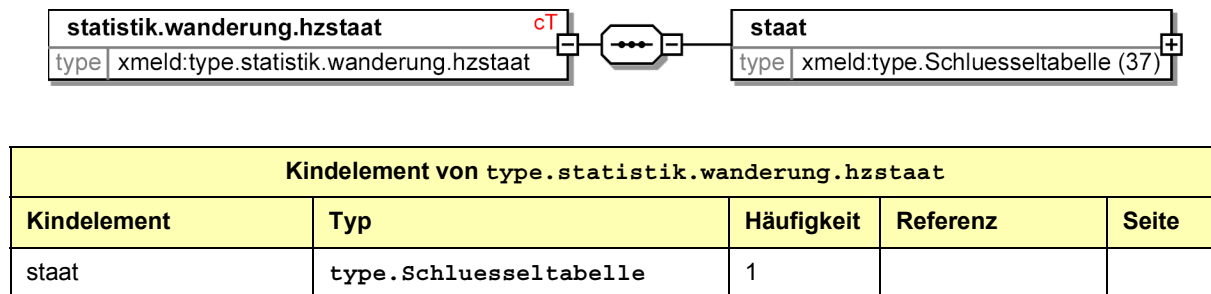 statistik.wanderung.hzstaat cT
type xmeld:type.statistik.wanderung.hzstaat
staat
type xmeld:type.Schluesseltabelle (37)
Kindelement von type.statistik.wanderung.hzstaat
Kindelement Typ Häufigkeit Referenz Seite
staat type.Schluesseltabelle 1